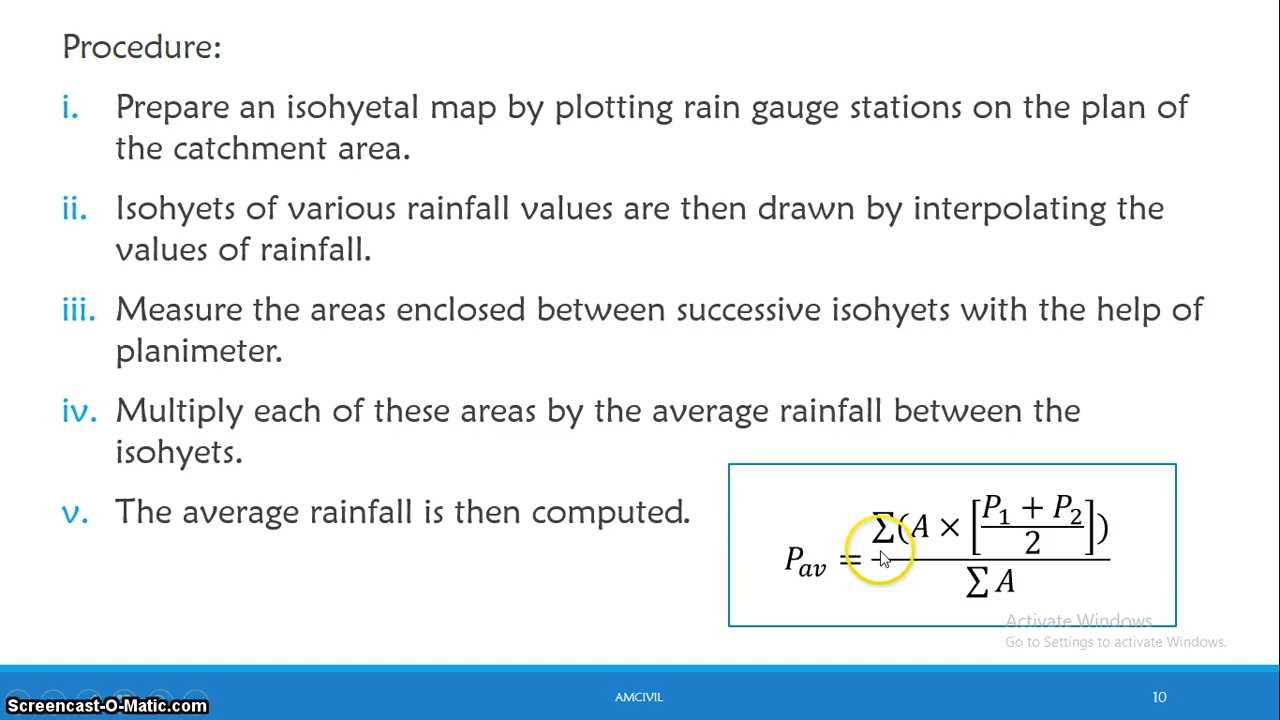 Procedure:
i. Prepare an isohyetal map by plotting rain gauge stations on the plan of
the catchment area.
ii. Isohyets of various rainfall values are then drawn by interpolating the
values of rainfall.
iii. Measure the areas enclosed between successive isohyets with the help of
planimeter.
iv. Multiply each of these areas by the average rainfall between the
isohyets.
v. The average rainfall is then computed.
P_av = ∑(A × [(P_1 + P_2)/2]) / ∑ A
Activate Windows
Go to Settings to activate Windows.
AMCIVIL
10
Screencast-O-Matic.com